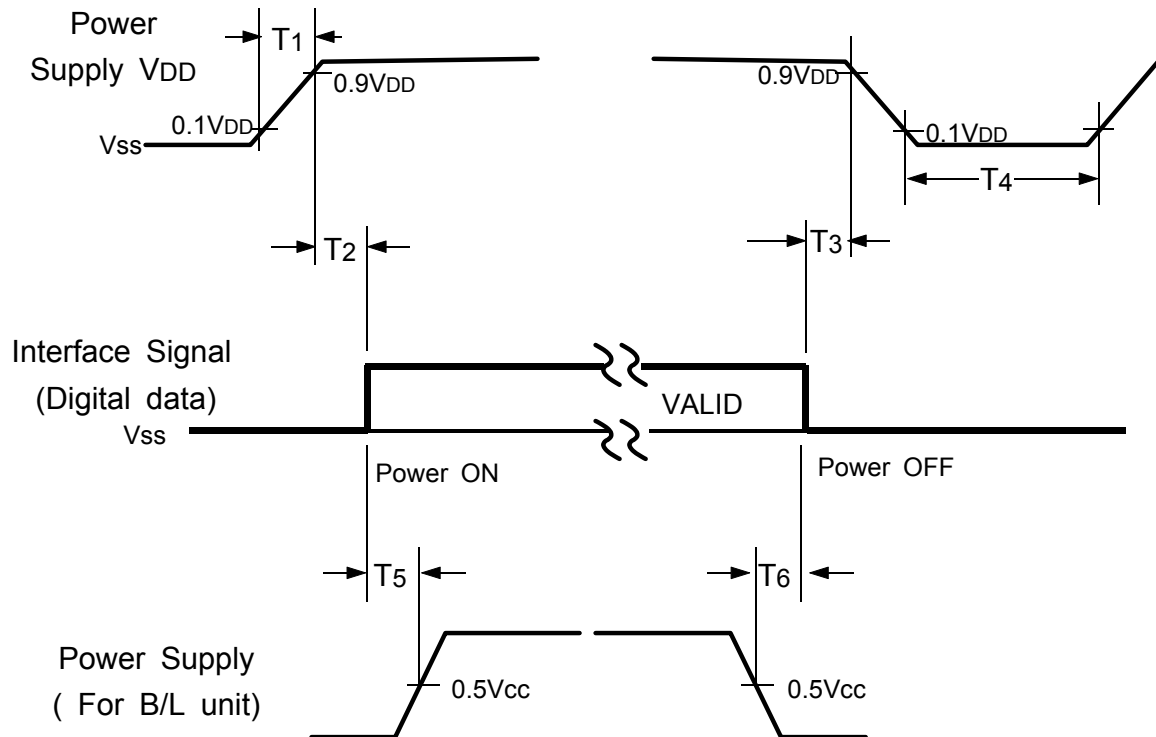 Power
Supply VDD
T1
0.9VDD
0.1VDD
Vss
0.9VDD
0.1VDD
T4
T2
T3
Interface Signal
(Digital data)
Vss
VALID
Power ON
Power OFF
T5
T6
Power Supply
( For B/L unit)
0.5Vcc
0.5Vcc